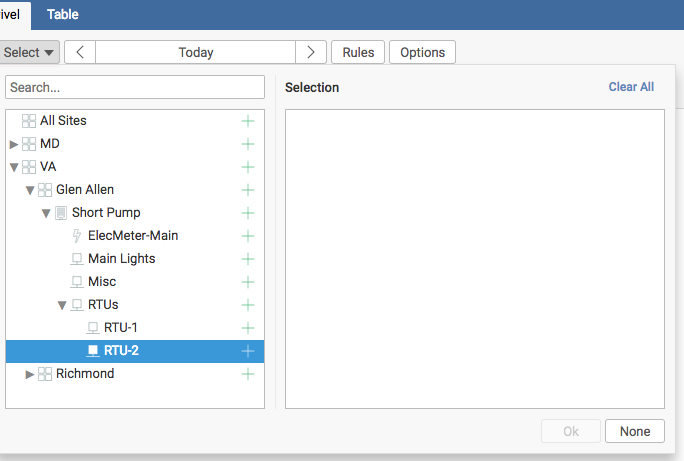 ivel Table
Select Today Rules Options
Search... Selection Clear All
All Sites
MD
VA
Glen Allen
Short Pump
ElecMeter-Main
Main Lights
Misc
RTUs
RTU-1
RTU-2
Richmond
Ok None